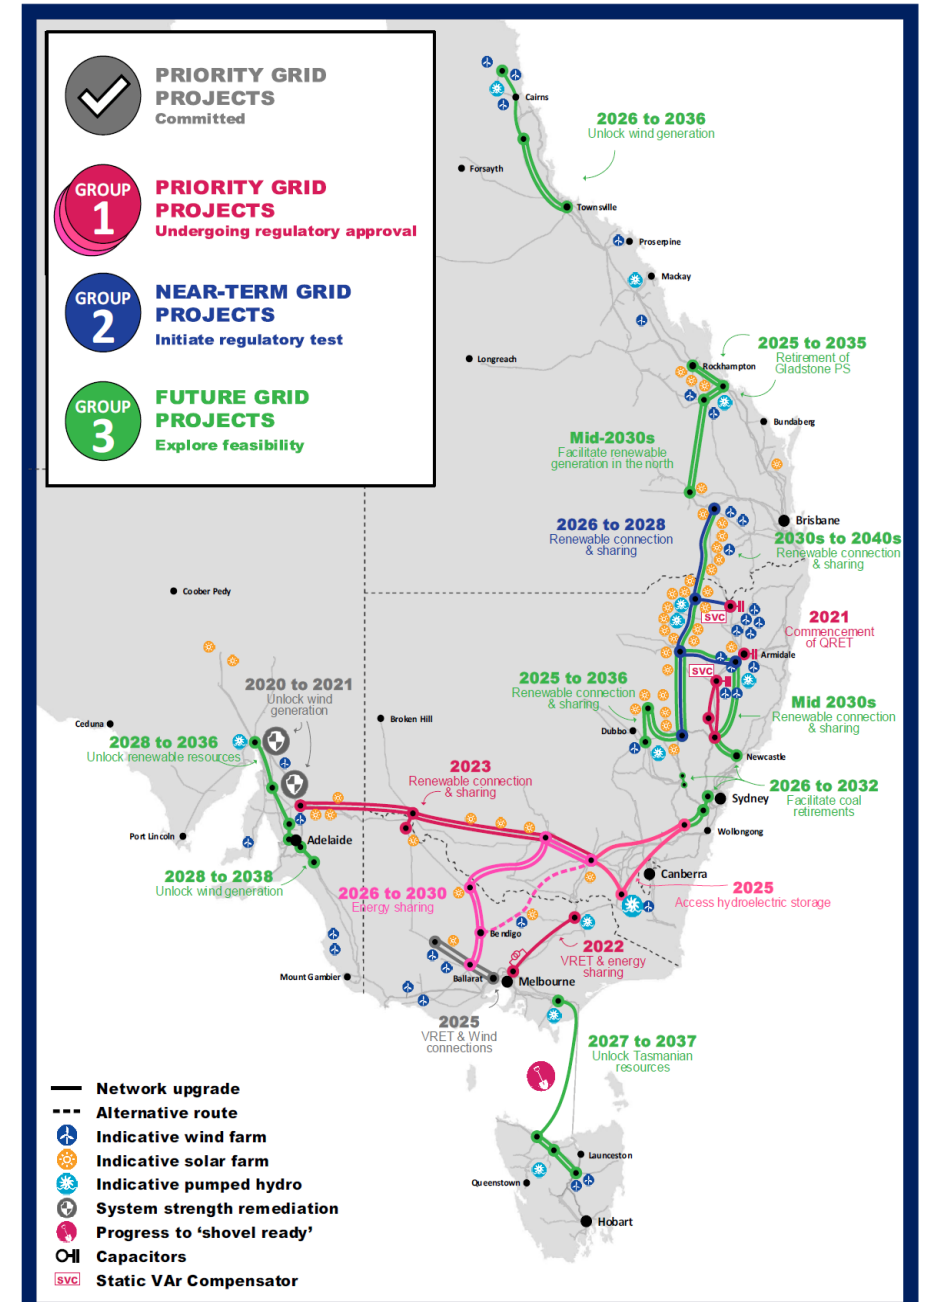 PRIORITY GRID
PROJECTS
Committed
GROUP
1
PRIORITY GRID
PROJECTS
Undergoing regulatory approval
GROUP
2
NEAR-TERM GRID
PROJECTS
Initiate regulatory test
GROUP
3
FUTURE GRID
PROJECTS
Explore feasibility
Cairns
2026 to 2036
Unlock wind generation
Forsayth
Townsville
Proserpine
Mackay
Longreach
2025 to 2035
Retirement of
Gladstone PS
Rockhampton
Bundaberg
Mid-2030s
Facilitate renewable
generation in the north
Brisbane
2026 to 2028
Renewable connection
& sharing
2030s to 2040s
Renewable connection
& sharing
Coober Pedy
SVC
2021
Commencement
of QRET
Armidale
SVC
2025 to 2036
Renewable connection
& sharing
2020 to 2021
Unlock wind
generation
Mid 2030s
Renewable connection
& sharing
Ceduna
Broken Hill
Dubbo
2028 to 2036
Unlock renewable resources
Newcastle
2023
Renewable connection
& sharing
2026 to 2032
Facilitate coal
retirements
Sydney
Wollongong
Port Lincoln
Adelaide
2028 to 2038
Unlock wind generation
Canberra
2026 to 2030
Energy sharing
2025
Access hydroelectric storage
Bendigo
2022
VRET & energy
sharing
Mount Gambier
Ballarat
Melbourne
2025
VRET & Wind
connections
2027 to 2037
Unlock Tasmanian
resources
Launceston
Queenstown
Hobart
Network upgrade
Alternative route
Indicative wind farm
Indicative solar farm
Indicative pumped hydro
System strength remediation
Progress to ‘shovel ready’
Capacitors
SVC Static VAr Compensator